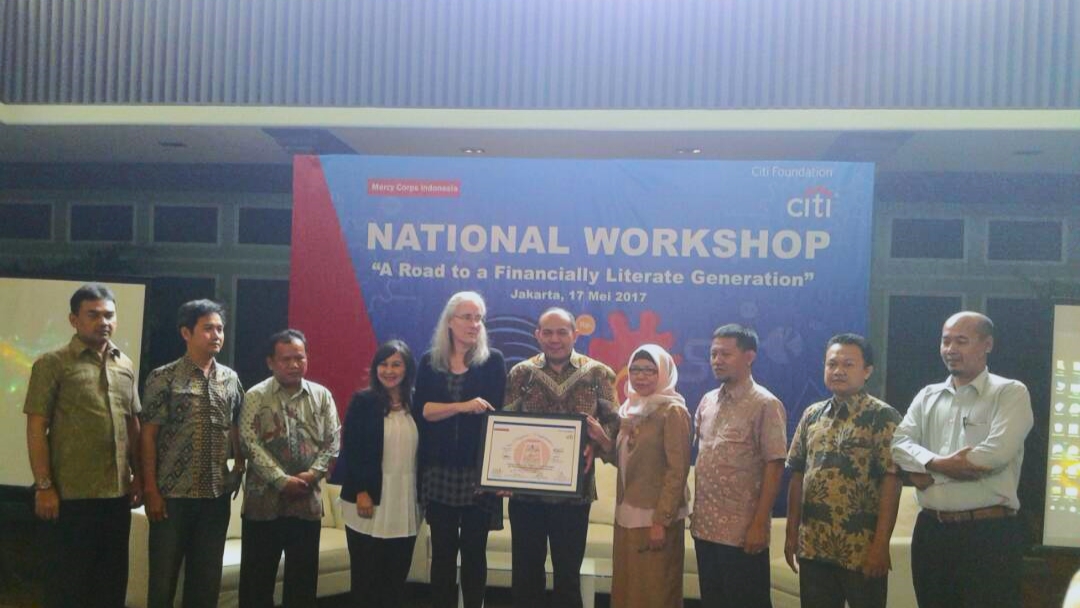 Mercy Corps Indonesia
Citi Foundation
citi
NATIONAL WORKSHOP
“A Road to a Financially Literate Generation”
Jakarta, 17 Mei 2017